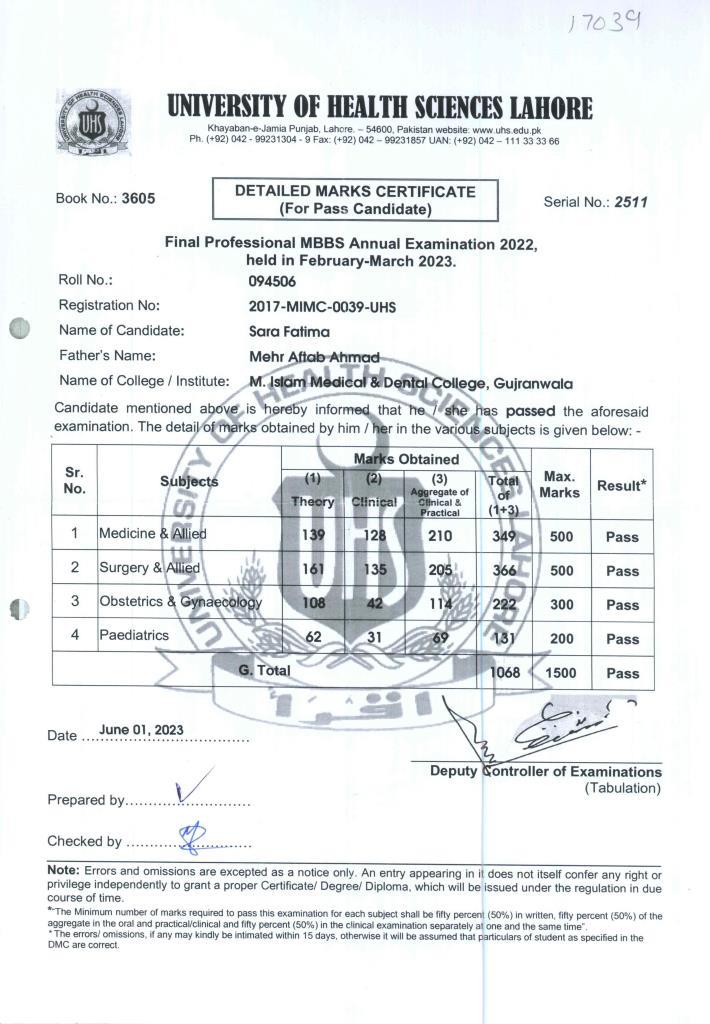 17039
UNIVERSITY OF HEALTH SCIENCES LAHORE
UHS
Khayaban-e-Jamia Punjab, Lahore. – 54600, Pakistan website: www.uhs.edu.pk
Ph. (+92) 042 - 99231304 - 9 Fax: (+92) 042 – 99231857 UAN: (+92) 042 – 111 33 33 66
Book No.: 3605
DETAILED MARKS CERTIFICATE
(For Pass Candidate)
Serial No.: 2511
Final Professional MBBS Annual Examination 2022,
held in February-March 2023.
Roll No.: 094506
Registration No: 2017-MIMC-0039-UHS
Name of Candidate: Sara Fatima
Father's Name: Mehr Aftab Ahmad
Name of College / Institute: M. Islam Medical & Dental College, Gujranwala
Candidate mentioned above is hereby informed that he / she has passed the aforesaid
examination. The detail of marks obtained by him / her in the various subjects is given below: -
Sr. No. Subjects Marks Obtained Max. Marks Result*
(1) Theory (2) Clinical (3) Aggregate of Clinical & Practical Total of (1+3)
1 Medicine & Allied 139 128 210 349 500 Pass
2 Surgery & Allied 161 135 205 366 500 Pass
3 Obstetrics & Gynaecology 108 42 114 222 300 Pass
4 Paediatrics 62 31 69 131 200 Pass
G. Total 1068 1500 Pass
UNIVERSITY OF HEALTH SCIENCES LAHORE
UHS
اقرا
Date June 01, 2023
Deputy Controller of Examinations
(Tabulation)
Prepared by
Checked by
Note: Errors and omissions are excepted as a notice only. An entry appearing in it does not itself confer any right or
privilege independently to grant a proper Certificate/ Degree/ Diploma, which will be issued under the regulation in due
course of time.
*"The Minimum number of marks required to pass this examination for each subject shall be fifty percent (50%) in written, fifty percent (50%) of the
aggregate in the oral and practical/clinical and fifty percent (50%) in the clinical examination separately at one and the same time".
* The errors/ omissions, if any may kindly be intimated within 15 days, otherwise it will be assumed that particulars of student as specified in the
DMC are correct.